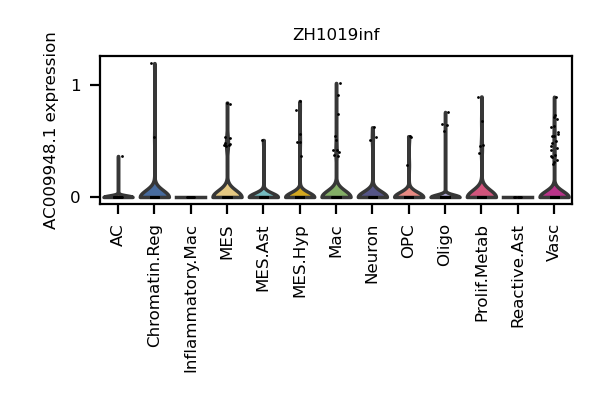 ZH1019inf
AC009948.1 expression
1
0
AC
Chromatin.Reg
Inflammatory.Mac
MES
MES.Ast
MES.Hyp
Mac
Neuron
OPC
Oligo
Prolif.Metab
Reactive.Ast
Vasc